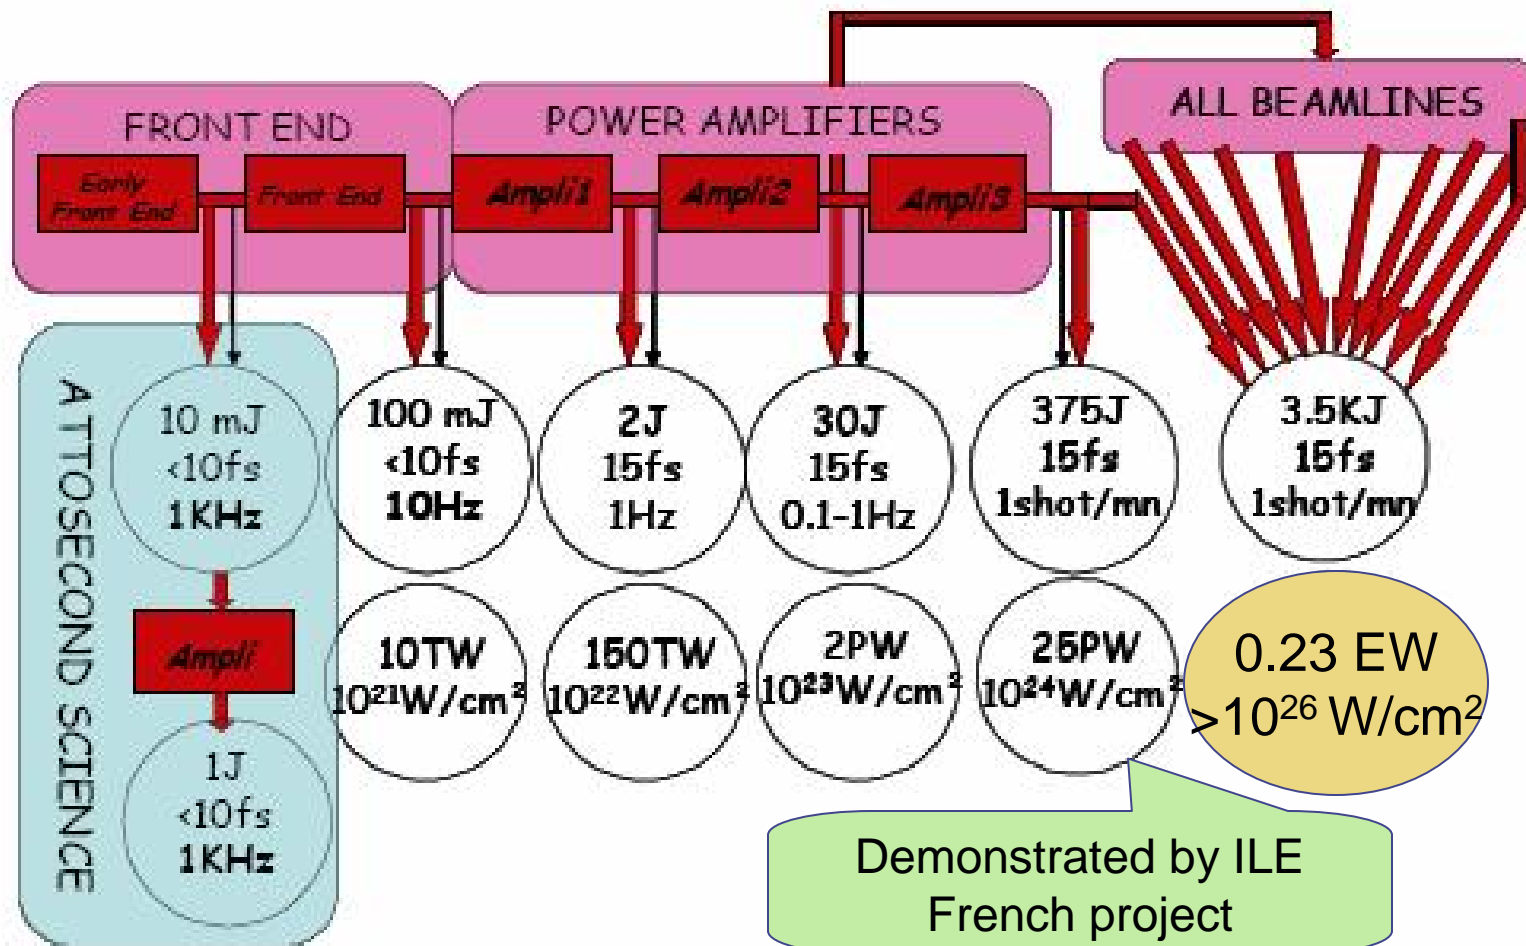 FRONT END
POWER AMPLIFIERS
ALL BEAMLINES
Early
Front End
Front End
Ampli1
Ampli2
Ampli3
ATTOSECOND SCIENCE
10 mJ
<10fs
1KHz
100 mJ
<10fs
10Hz
2J
15fs
1Hz
30J
15fs
0.1-1Hz
375J
15fs
1shot/mn
3.5KJ
15fs
1shot/mn
Ampli
1J
<10fs
1KHz
10TW
10²¹W/cm²
150TW
10²²W/cm²
2PW
10²³W/cm²
25PW
10²⁴W/cm²
0.23 EW
>10²⁶ W/cm²
Demonstrated by ILE
French project